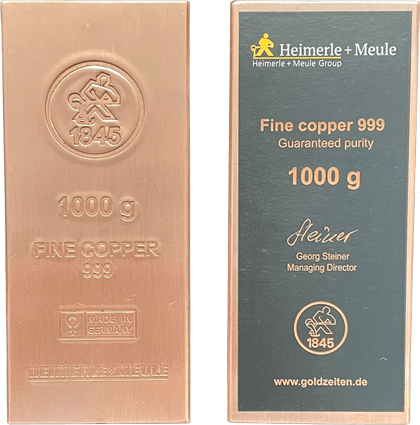 1845
1000 g
FINE COPPER
999
MADE IN
GERMANY
HEIMERLE+MEULE
Heimerle + Meule
Heimerle + Meule Group
Fine copper 999
Guaranteed purity
1000 g
Steiner
Georg Steiner
Managing Director
1845
www.goldzeiten.de